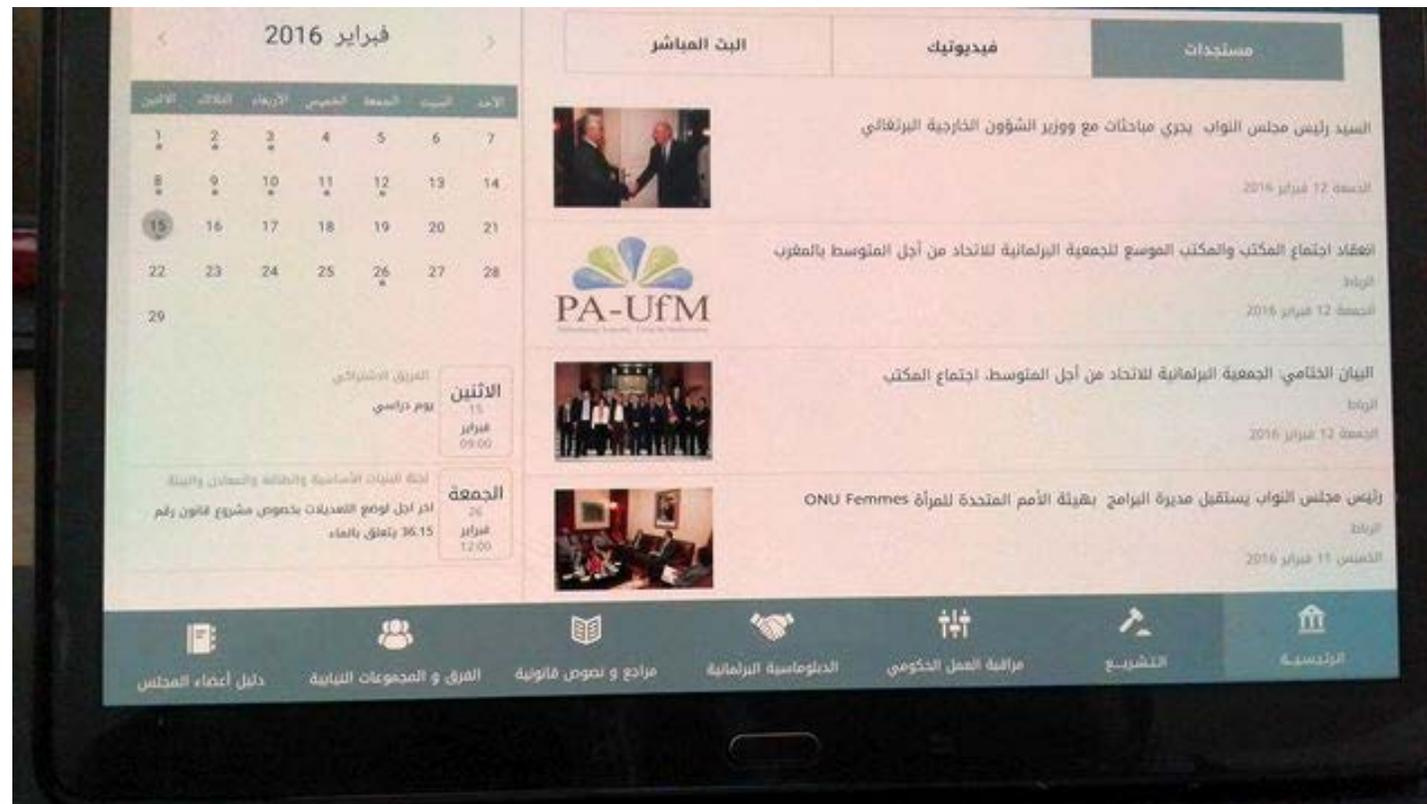 مستجدات
فيديوتيك
البث المباشر
السيد رئيس مجلس النواب يجري مباحثات مع ووزير الشؤون الخارجية البرتغالي
الجمعة 12 فبراير 2016
انعقاد اجتماع المكتب والمكتب الموسع للجمعية البرلمانية للاتحاد من أجل المتوسط بالمغرب
الرباط
الجمعة 12 فبراير 2016
PA-UfM
البيان الختامي: الجمعية البرلمانية للاتحاد من أجل المتوسط، اجتماع المكتب
الرباط
الجمعة 12 فبراير 2016
رئيس مجلس النواب يستقبل مديرة البرامج بهيئة الأمم المتحدة للمرأة ONU Femmes
الرباط
الخميس 11 فبراير 2016
فبراير 2016
الاثنين الثلاثاء الأربعاء الخميس الجمعة السبت الأحد
1 2 3 4 5 6 7
8 9 10 11 12 13 14
15 16 17 18 19 20 21
22 23 24 25 26 27 28
29
الاثنين
15
فبراير
09:00
الفريق الاشتراكي
يوم دراسي
الجمعة
26
فبراير
12:00
لجنة البنيات الأساسية والطاقة والمعادن والبيئة
اخر اجل لوضع التعديلات بخصوص مشروع قانون رقم
36.15 يتعلق بالماء
الرئيسية
التشريع
مراقبة العمل الحكومي
الدبلوماسية البرلمانية
مراجع و نصوص قانونية
الفرق و المجموعات النيابية
دليل أعضاء المجلس